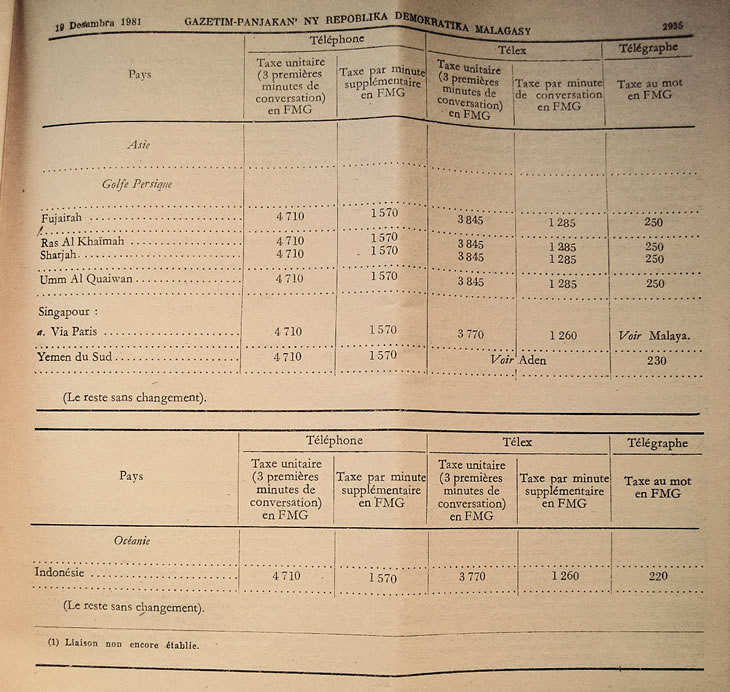 19 Desambra 1981 GAZETIM-PANJAKAN' NY REPOBLIKA DEMOKRATIKA MALAGASY 2935
Téléphone Télex Télégraphe
Pays
Taxe unitaire (3 premières minutes de conversation) en FMG
Taxe par minute supplémentaire en FMG
Taxe unitaire (3 premières minutes de conversation) en FMG
Taxe par minute de conversation en FMG
Taxe au mot en FMG
Asie
Golfe Persique
Fujairah 4 710 1 570 3 845 1 285 250
Ras Al Khaïmah 4 710 1 570 3 845 1 285 250
Sharjah 4 710 1 570 3 845 1 285 250
Umm Al Quaiwan 4 710 1 570 3 845 1 285 250
Singapour :
a. Via Paris 4 710 1 570 3 770 1 260 Voir Malaya.
Yemen du Sud 4 710 1 570 Voir Aden 230
(Le reste sans changement).
Téléphone Télex Télégraphe
Pays
Taxe unitaire (3 premières minutes de conversation) en FMG
Taxe par minute supplémentaire en FMG
Taxe unitaire (3 premières minutes de conversation) en FMG
Taxe par minute supplémentaire en FMG
Taxe au mot en FMG
Océanie
Indonésie 4 710 1 570 3 770 1 260 220
(Le reste sans changement).
(1) Liaison non encore établie.